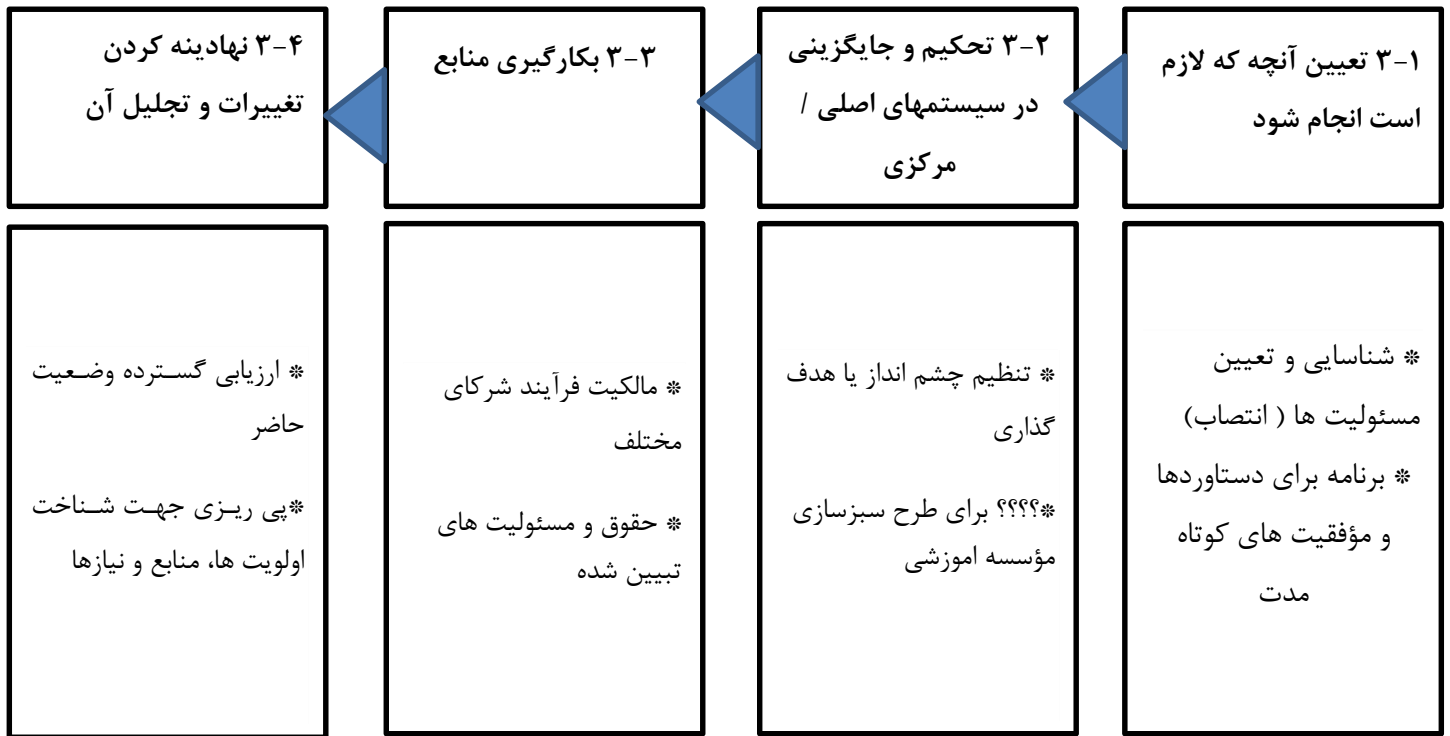 ۳-۱ تعیین آنچه که لازم
است انجام شود
۳-۲ تحکیم و جایگزینی
در سیستمهای اصلی /
مرکزی
۳-۳ بکارگیری منابع
۳-۴ نهادینه کردن
تغییرات و تجلیل آن
* شناسایی و تعیین
مسئولیت ها ( انتصاب)
* برنامه برای دستاوردها
و مؤفقیت های کوتاه
مدت
* تنظیم چشم انداز یا هدف
گذاری
*؟؟؟؟ برای طرح سبزسازی
مؤسسه اموزشی
* مالکیت فرآیند شرکای
مختلف
* حقوق و مسئولیت های
تبیین شده
* ارزیابی گسترده وضعیت
حاضر
*پی ریزی جهت شناخت
اولویت ها، منابع و نیازها